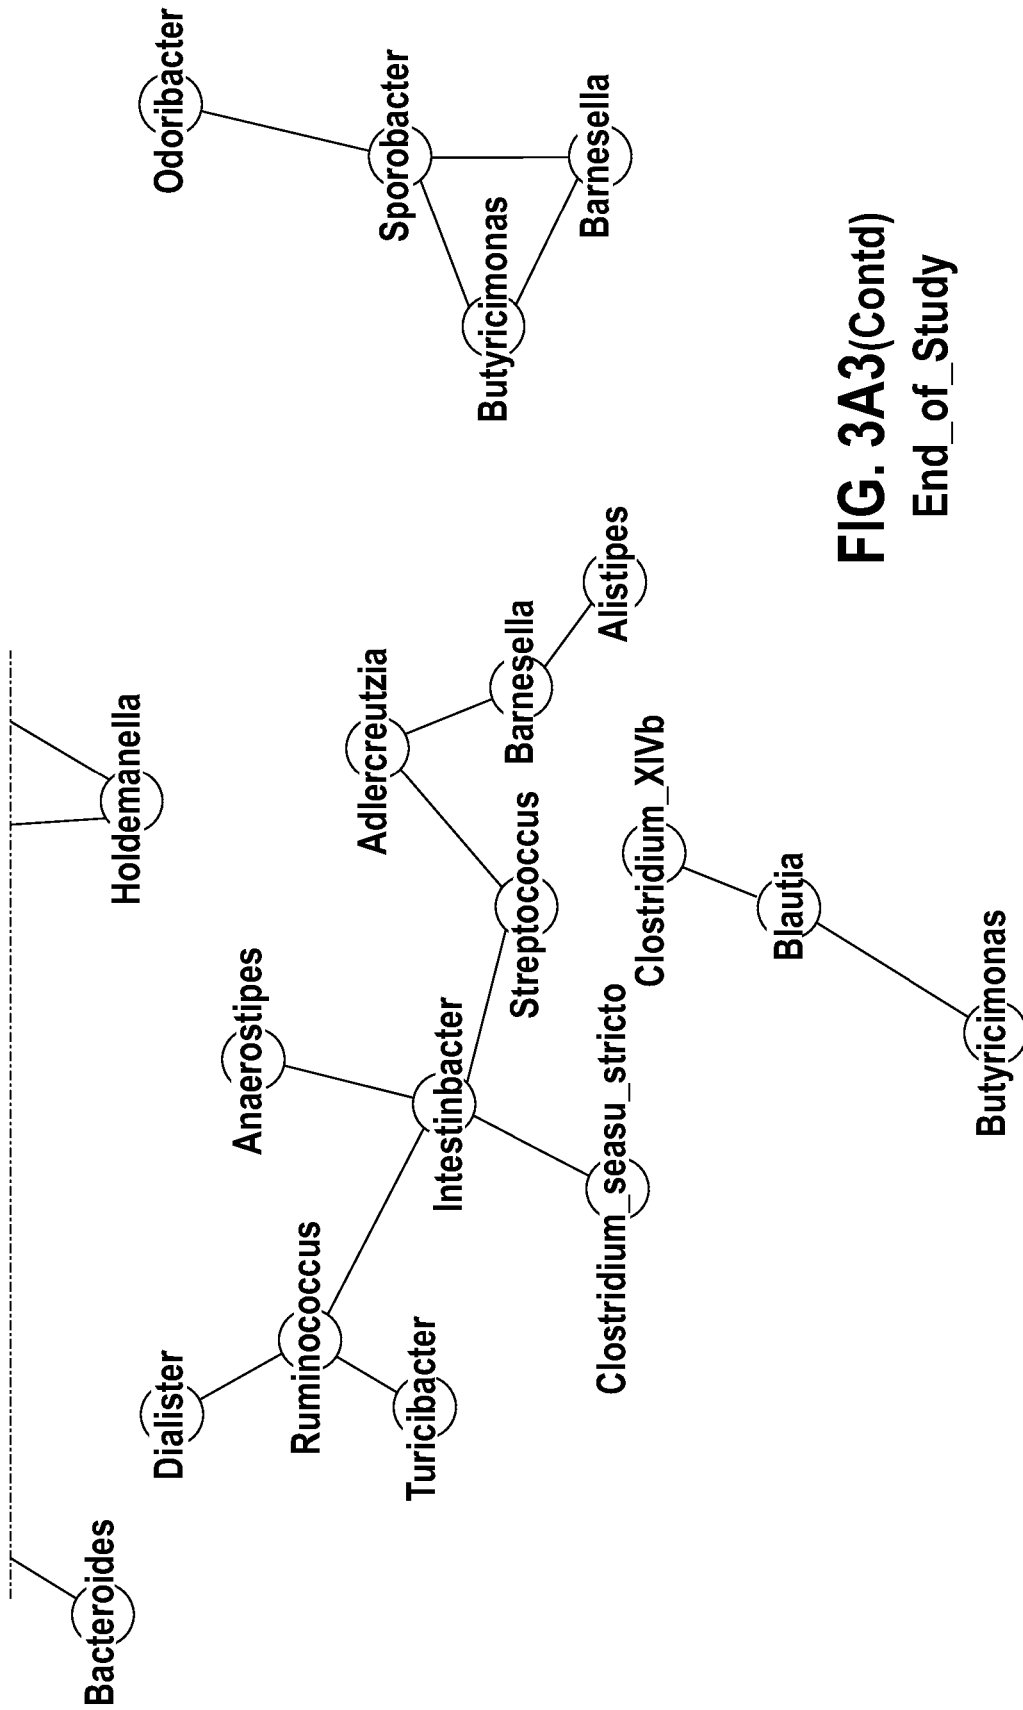 Bacteroides
Holdemanella
Odoribacter
Dialister
Anaerostipes
Ruminococcus
Adlercreutzia
Sporobacter
Turicibacter
Intestinbacter
Butyricimonas
Streptococcus
Barnesella
Barnesella
Clostridium_seasu_stricto
Alistipes
Clostridium_XIVb
Blautia
Butyricimonas
FIG. 3A3(Contd)
End_of_Study